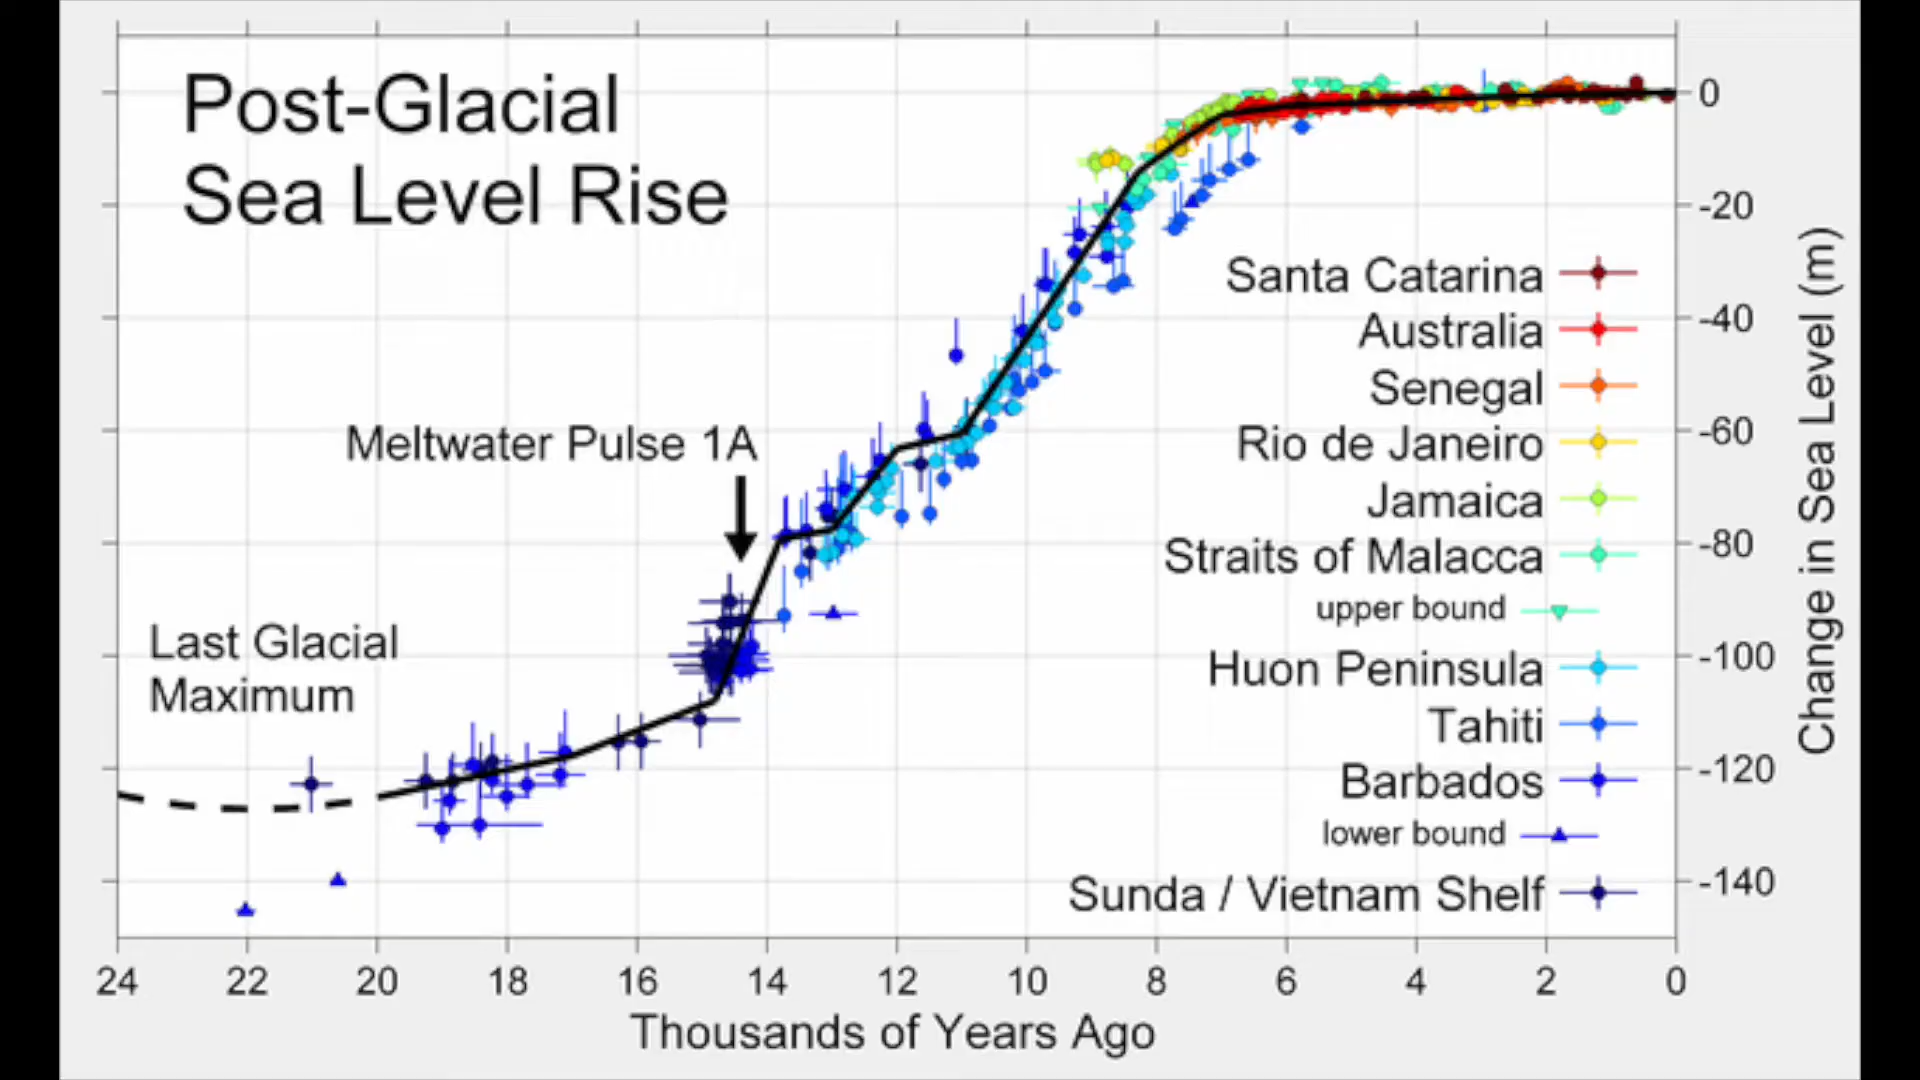 Post-Glacial
Sea Level Rise
Meltwater Pulse 1A
Last Glacial
Maximum
Santa Catarina
Australia
Senegal
Rio de Janeiro
Jamaica
Straits of Malacca
upper bound
Huon Peninsula
Tahiti
Barbados
lower bound
Sunda / Vietnam Shelf
0
-20
-40
-60
-80
-100
-120
-140
Change in Sea Level (m)
24 22 20 18 16 14 12 10 8 6 4 2 0
Thousands of Years Ago